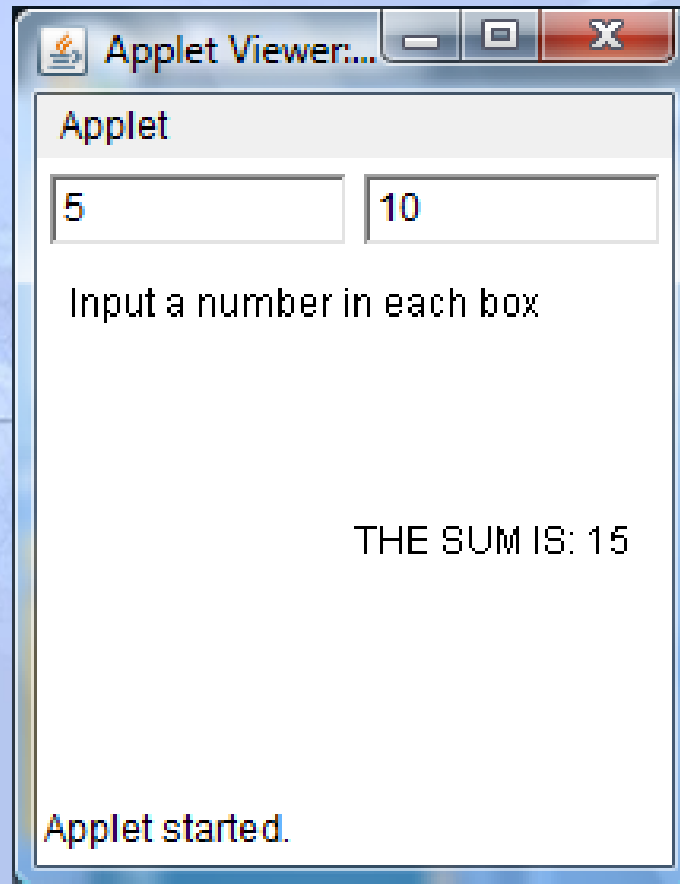 Applet Viewer:...
Applet
5 10
Input a number in each box
THE SUM IS: 15
Applet started.